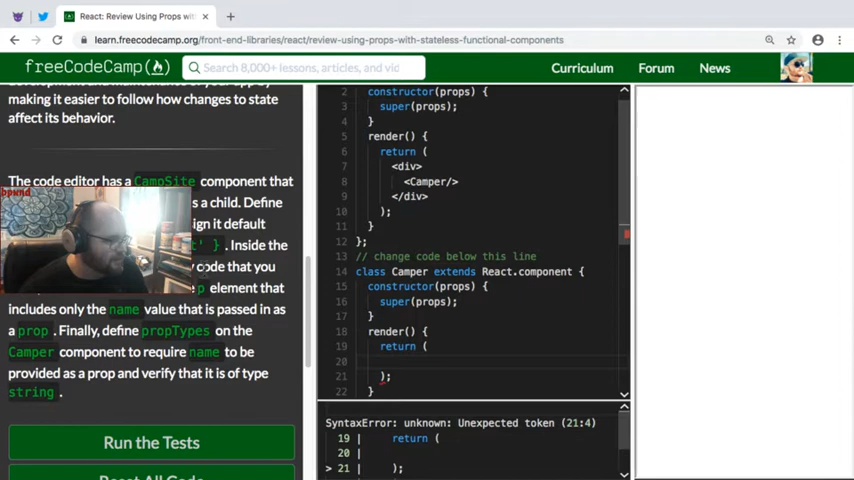 React: Review Using Props wit
learn.freecodecamp.org/front-end-libraries/react/review-using-props-with-stateless-functional-components
freeCodeCamp
Search 8,000+ lessons, articles, and vid
Curriculum
Forum
News
making it easier to follow how changes to state
affect its behavior.
The code editor has a CampSite component that
s a child. Define
ign it default
t' } . Inside the
code that you
p element that
includes only the name value that is passed in as
a prop . Finally, define propTypes on the
Camper component to require name to be
provided as a prop and verify that it is of type
string .
Run the Tests
Reset All Code
2 constructor(props) {
3 super(props);
4 }
5 render() {
6 return (
7 <div>
8 <Camper/>
9 </div>
10 );
11 }
12 };
13 // change code below this line
14 class Camper extends React.component {
15 constructor(props) {
16 super(props);
17 }
18 render() {
19 return (
20
21 );
22 }
SyntaxError: unknown: Unexpected token (21:4)
19 | return (
20 |
> 21 | );